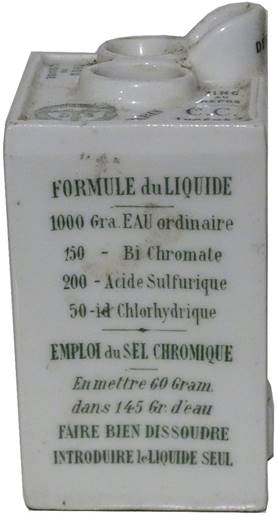 FORMULE du LIQUIDE
1000 Gra. EAU ordinaire
150 - Bi Chromate
200 - Acide Sulfurique
50 - id Chlorhydrique
EMPLOI du SEL CHROMIQUE
En mettre 60 Gram.
dans 145 Gr. d'eau
FAIRE BIEN DISSOUDRE
INTRODUIRE le LIQUIDE SEUL